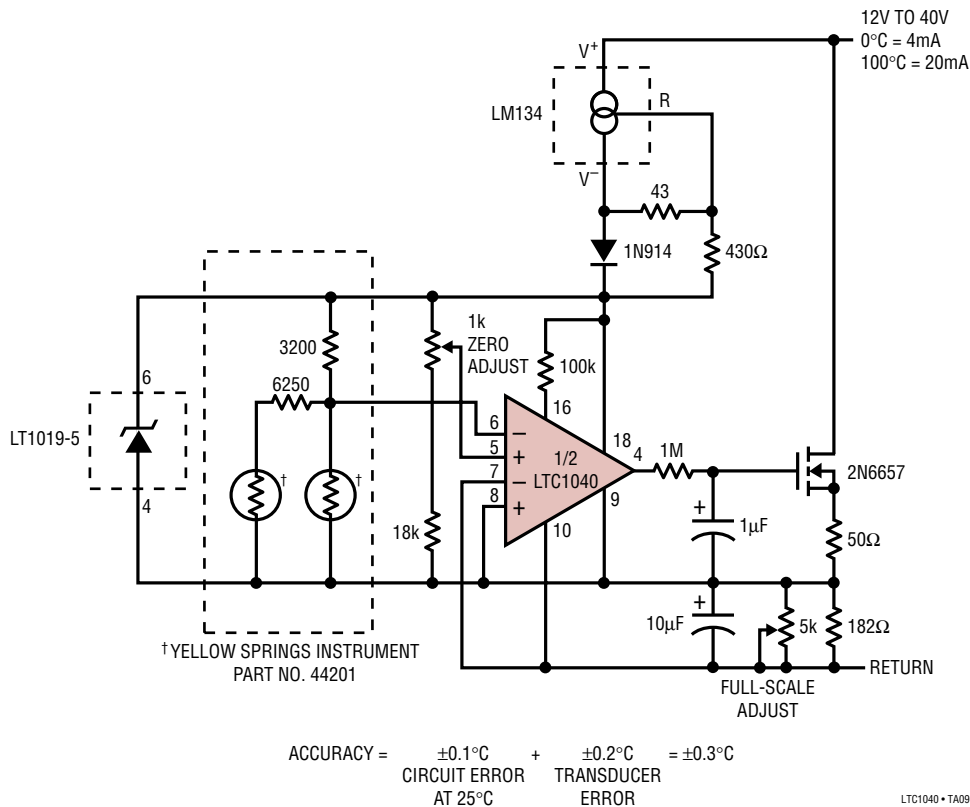 12V TO 40V
0°C = 4mA
100°C = 20mA
V+
LM134
R
V−
43
1N914
430Ω
1k
ZERO
ADJUST
3200
6250
100k
6
16
LT1019-5
†
†
6
−
5
+
7
−
8
+
1/2
LTC1040
18
4
1M
2N6657
9
10
4
18k
+
1µF
50Ω
+
10µF
5k
182Ω
†YELLOW SPRINGS INSTRUMENT
PART NO. 44201
RETURN
FULL-SCALE
ADJUST
ACCURACY = ±0.1°C + ±0.2°C = ±0.3°C
CIRCUIT ERROR TRANSDUCER
AT 25°C ERROR
LTC1040 • TA09